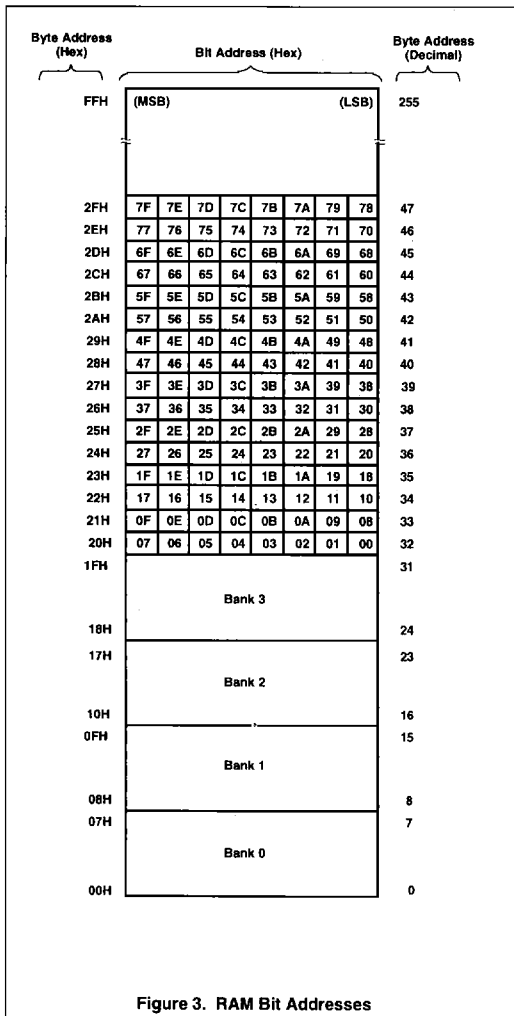 Byte Address (Hex) Bit Address (Hex) Byte Address (Decimal)
FFH (MSB) (LSB) 255
2FH 7F 7E 7D 7C 7B 7A 79 78 47
2EH 77 76 75 74 73 72 71 70 46
2DH 6F 6E 6D 6C 6B 6A 69 68 45
2CH 67 66 65 64 63 62 61 60 44
2BH 5F 5E 5D 5C 5B 5A 59 58 43
2AH 57 56 55 54 53 52 51 50 42
29H 4F 4E 4D 4C 4B 4A 49 48 41
28H 47 46 45 44 43 42 41 40 40
27H 3F 3E 3D 3C 3B 3A 39 38 39
26H 37 36 35 34 33 32 31 30 38
25H 2F 2E 2D 2C 2B 2A 29 28 37
24H 27 26 25 24 23 22 21 20 36
23H 1F 1E 1D 1C 1B 1A 19 18 35
22H 17 16 15 14 13 12 11 10 34
21H 0F 0E 0D 0C 0B 0A 09 08 33
20H 07 06 05 04 03 02 01 00 32
1FH 31
Bank 3
18H 24
17H 23
Bank 2
10H 16
0FH 15
Bank 1
08H 8
07H 7
Bank 0
00H 0
Figure 3. RAM Bit Addresses